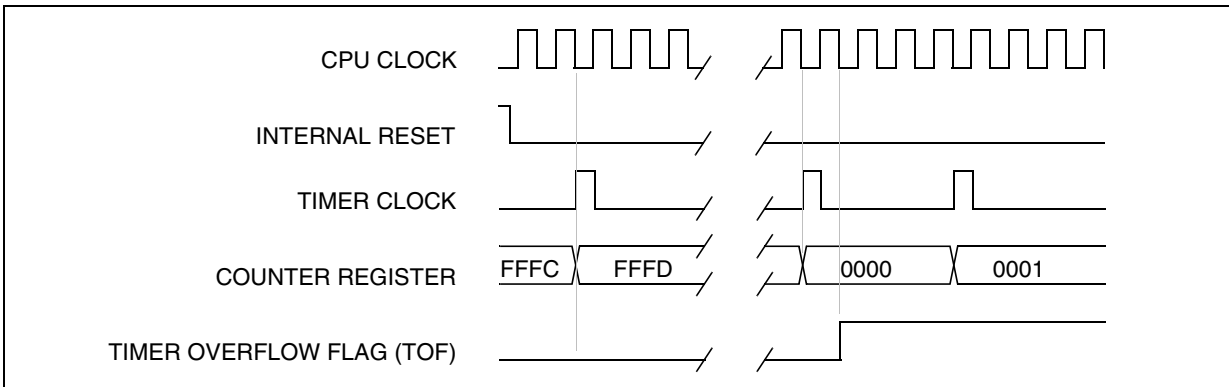 CPU CLOCK
INTERNAL RESET
TIMER CLOCK
COUNTER REGISTER
FFFC FFFD 0000 0001
TIMER OVERFLOW FLAG (TOF)